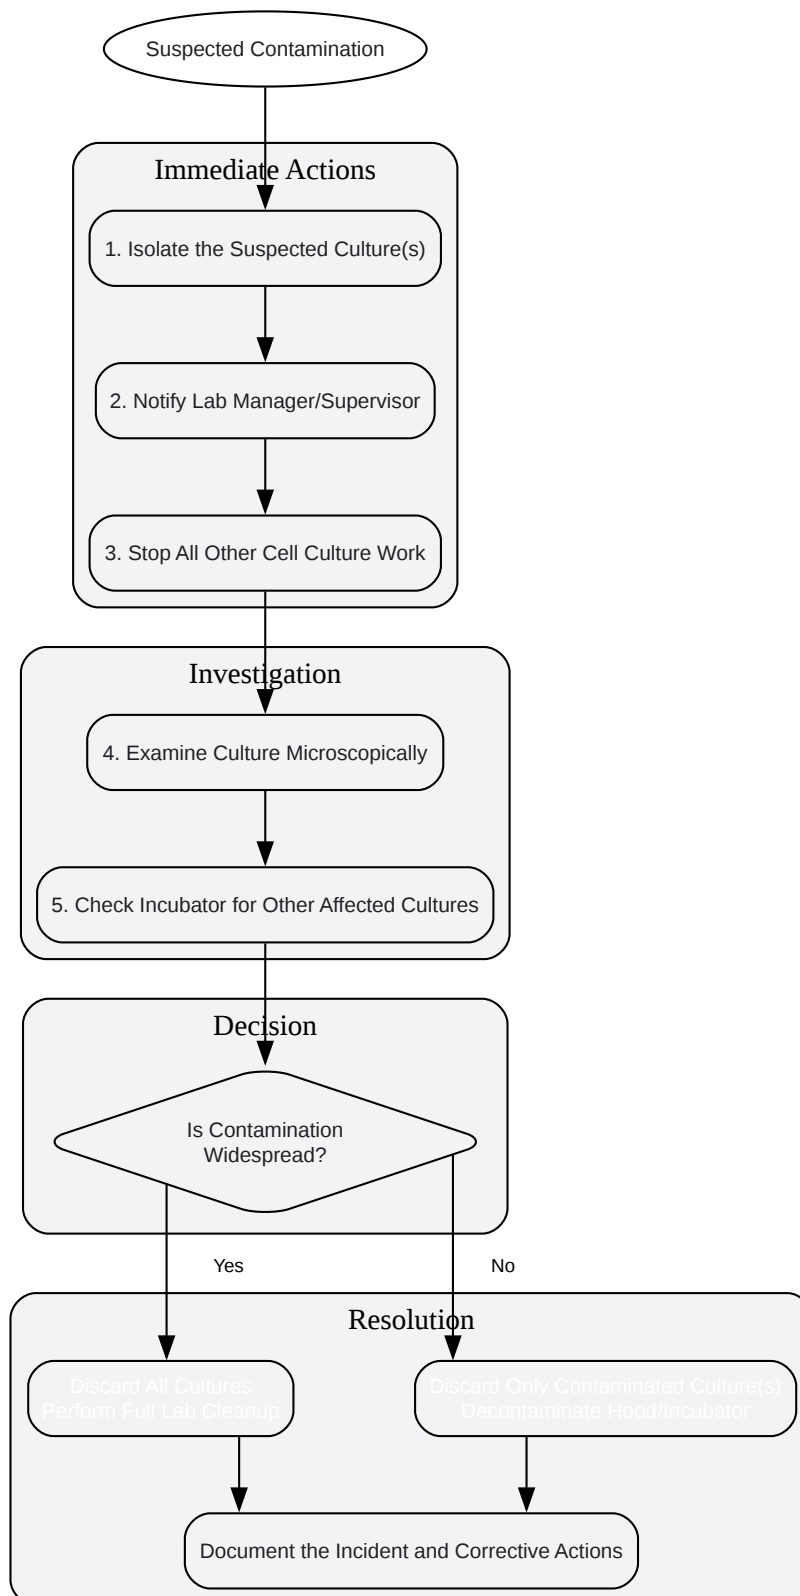 Suspected Contamination
Immediate Actions
1. Isolate the Suspected Culture(s)
2. Notify Lab Manager/Supervisor
3. Stop All Other Cell Culture Work
Investigation
4. Examine Culture Microscopically
5. Check Incubator for Other Affected Cultures
Decision
Is Contamination
Widespread?
Yes
No
Resolution
Discard All Cultures
Perform Full Lab Cleanup
Discard Only Contaminated Culture(s)
Decontaminate Hood/Incubator
Document the Incident and Corrective Actions